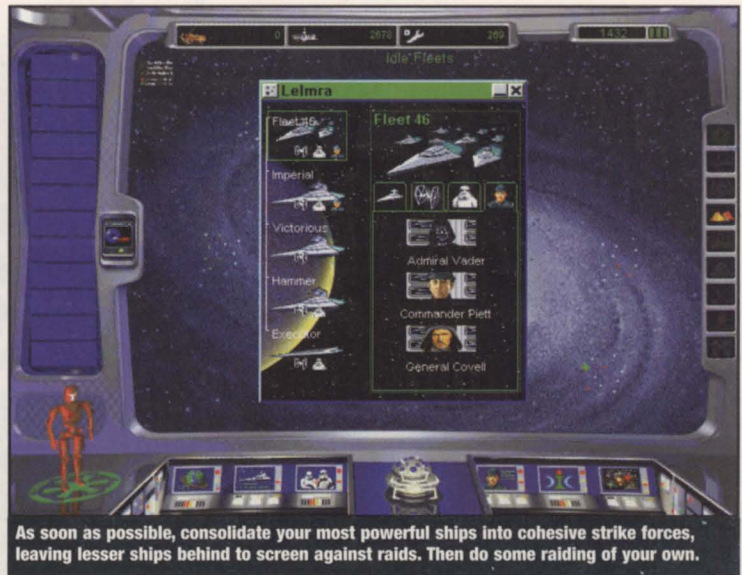 0
2678
269
1432
Idle Fleets
Lelmra
Fleet 46
Imperial
Victorious
Hammer
Executor
Fleet 46
Admiral Vader
Commander Piett
General Covell
As soon as possible, consolidate your most powerful ships into cohesive strike forces,
leaving lesser ships behind to screen against raids. Then do some raiding of your own.